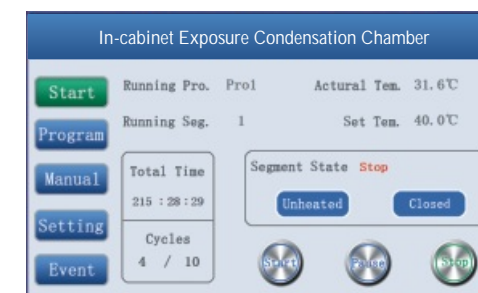 In-cabinet Exposure Condensation Chamber
Start
Running Pro. Pro1 Actural Tem. 31.6℃
Program
Running Seg. 1 Set Tem. 40.0℃
Manual
Total Time
215 : 28 : 29
Segment State Stop
Unheated Closed
Setting
Cycles
4 / 10
Event
Start Pause Stop